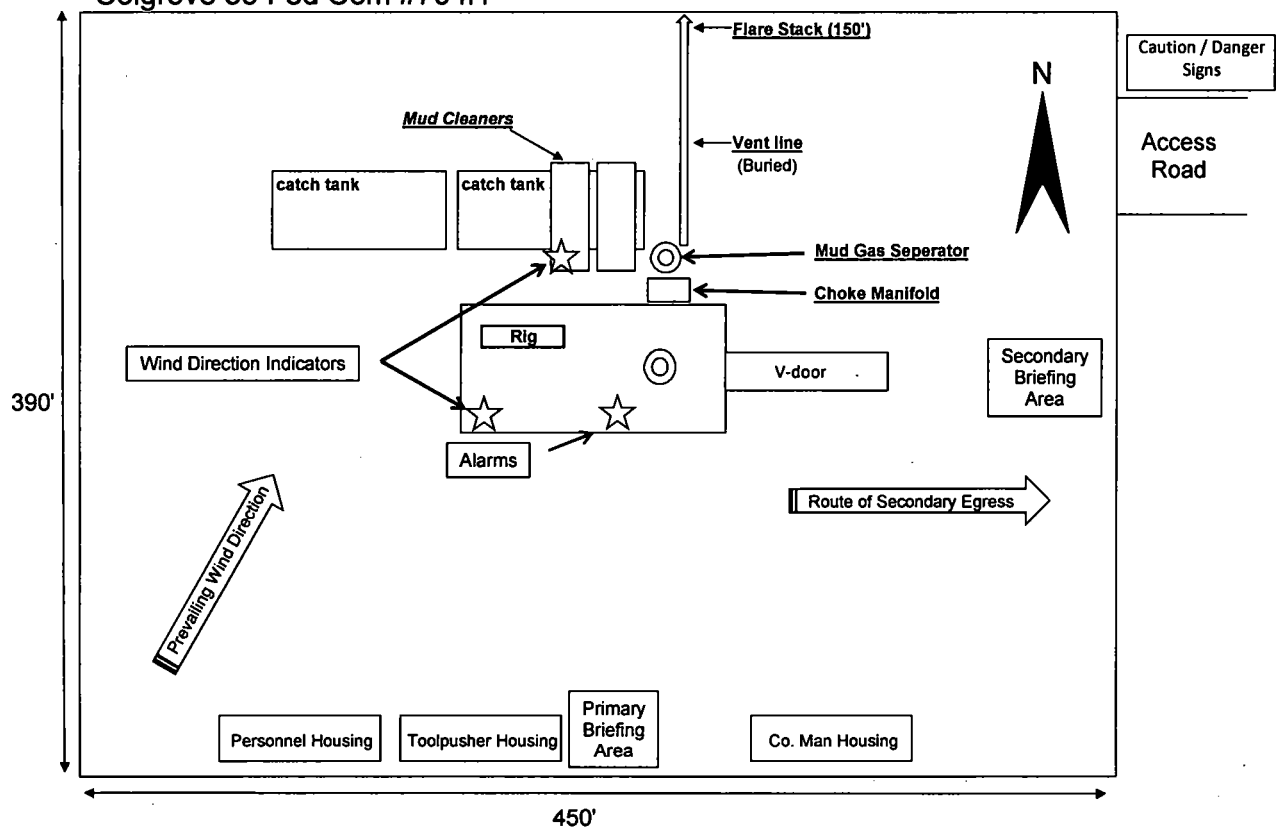 Flare Stack (150')
Caution / Danger
Signs
N
Mud Cleaners
Vent line
(Buried)
Access
Road
catch tank
catch tank
Mud Gas Seperator
Choke Manifold
Rig
Wind Direction Indicators
V-door
Secondary
Briefing
Area
390'
Alarms
Route of Secondary Egress
Prevailing Wind Direction
Primary
Briefing
Area
Personnel Housing
Toolpusher Housing
Co. Man Housing
450'